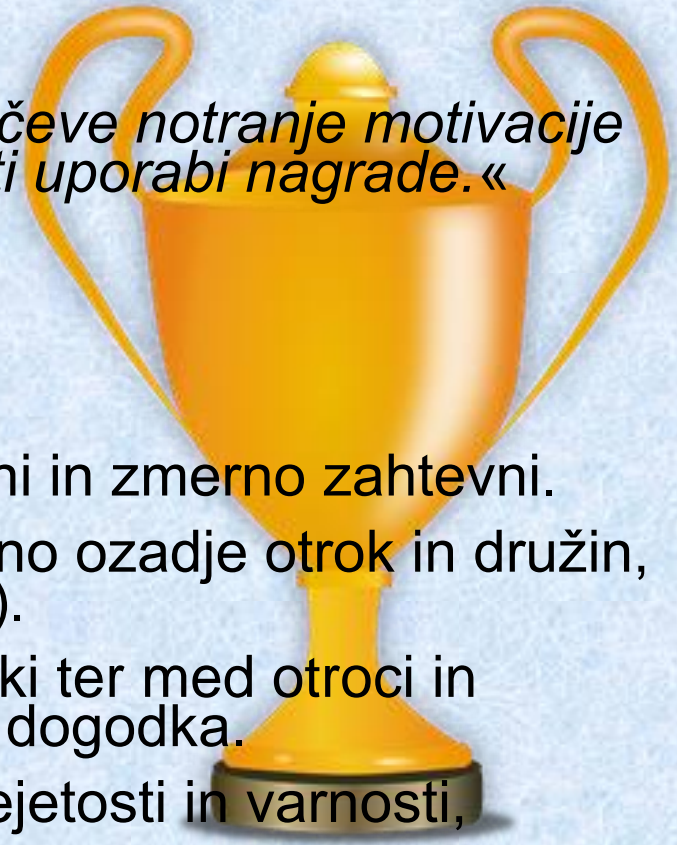 čeve notranje motivacije
ti uporabi nagrade.«
ni in zmerno zahtevni.
no ozadje otrok in družin,
).
ki ter med otroci in
dogodka.
ejetosti in varnosti,